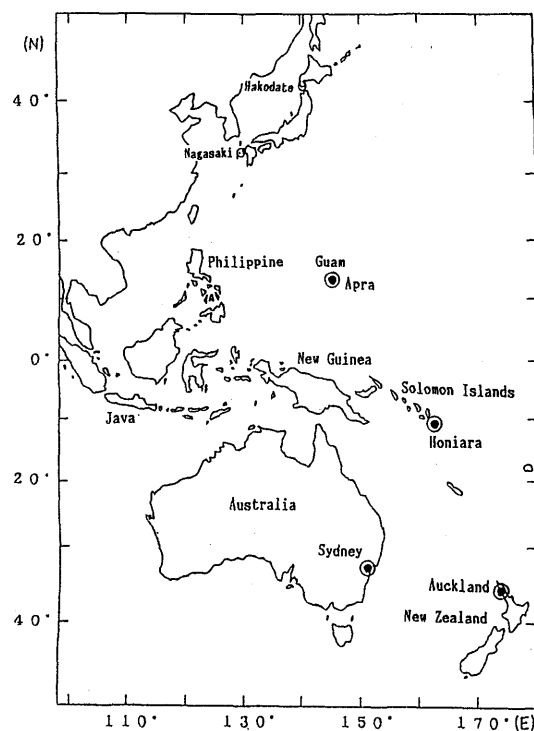 (N)
Hakodate
40°
Nagasaki
20°
Philippine
Guam
Apra
0°
New Guinea
Solomon Islands
Java
Honiara
20°
Australia
Sydney
Auckland
New Zealand
40°
110° 130° 150° 170°(E)